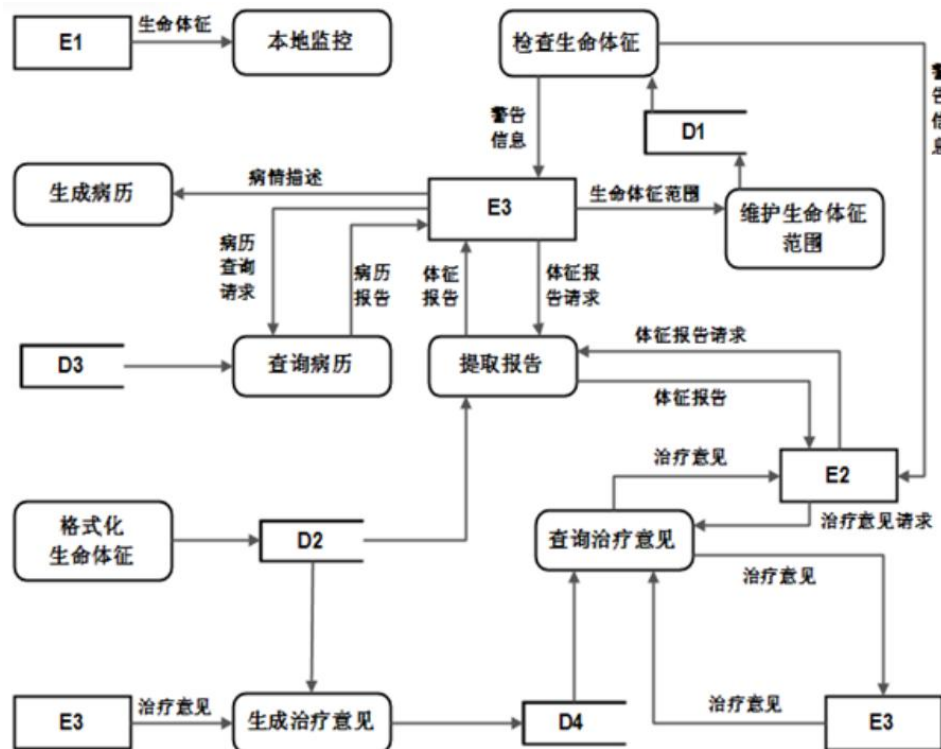 E1
生命体征
本地监控
检查生命体征
警
告
信
息
警告
信息
D1
生成病历
病情描述
E3
生命体征范围
维护生命体征
范围
病历
查询
请求
病历
报告
体征
报告
体征报
告请求
D3
查询病历
提取报告
体征报告请求
体征报告
治疗意见
E2
格式化
生命体征
D2
查询治疗意见
治疗意见请求
治疗意见
E3
治疗意见
生成治疗意见
D4
治疗意见
E3